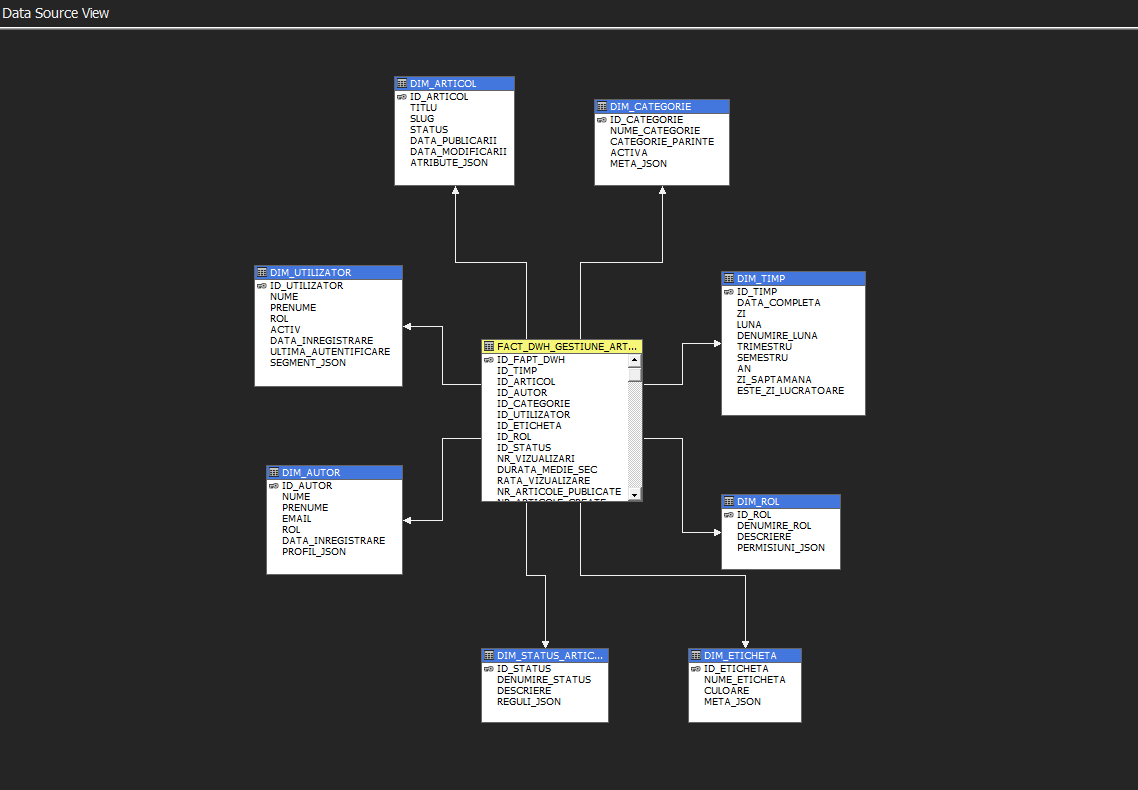 Data Source View
DIM_ARTICOL
ID_ARTICOL
TITLU
SLUG
STATUS
DATA_PUBLICARII
DATA_MODIFICARII
ATRIBUTE_JSON
DIM_CATEGORIE
ID_CATEGORIE
NUME_CATEGORIE
CATEGORIE_PARINTE
ACTIVA
META_JSON
DIM_UTILIZATOR
ID_UTILIZATOR
NUME
PRENUME
ROL
ACTIV
DATA_INREGISTRARE
ULTIMA_AUTENTIFICARE
SEGMENT_JSON
DIM_TIMP
ID_TIMP
DATA_COMPLETA
ZI
LUNA
DENUMIRE_LUNA
TRIMESTRU
SEMESTRU
AN
ZI_SAPTAMANA
ESTE_ZI_LUCRATOARE
FACT_DWH_GESTIUNE_ART...
ID_FAPT_DWH
ID_TIMP
ID_ARTICOL
ID_AUTOR
ID_CATEGORIE
ID_UTILIZATOR
ID_ETICHETA
ID_ROL
ID_STATUS
NR_VIZUALIZARI
DURATA_MEDIE_SEC
RATA_VIZUALIZARE
NR_ARTICOLE_PUBLICATE
NR_ARTICOLE_CREATE
DIM_AUTOR
ID_AUTOR
NUME
PRENUME
EMAIL
ROL
DATA_INREGISTRARE
PROFIL_JSON
DIM_ROL
ID_ROL
DENUMIRE_ROL
DESCRIERE
PERMISIUNI_JSON
DIM_STATUS_ARTIC...
ID_STATUS
DENUMIRE_STATUS
DESCRIERE
REGULI_JSON
DIM_ETICHETA
ID_ETICHETA
NUME_ETICHETA
CULOARE
META_JSON